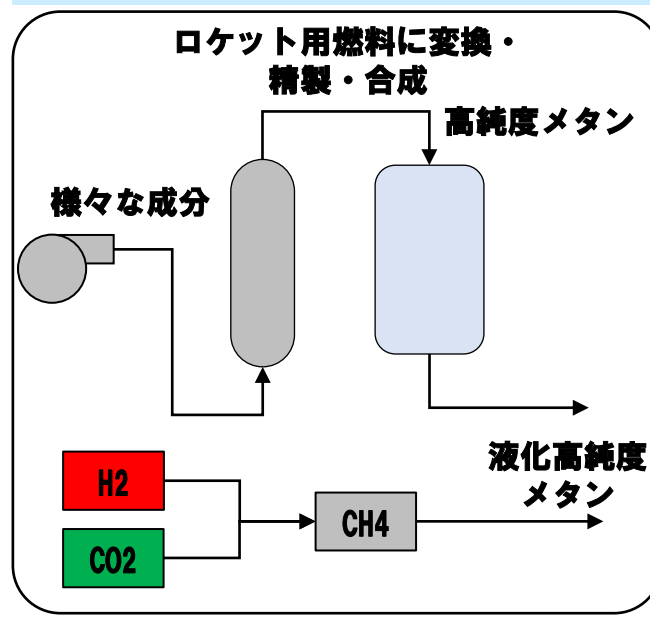 ロケット用燃料に変換・
精製・合成
高純度メタン
様々な成分
液化高純度
メタン
H2
CO2
CH4